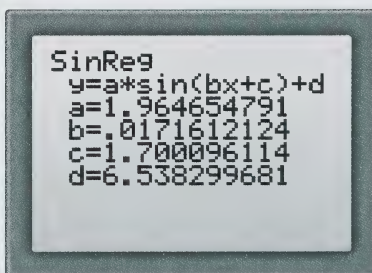 SinReg
y=a*sin(bx+c)+d
a=1.964654791
b=.0171612124
c=1.700096114
d=6.538299681